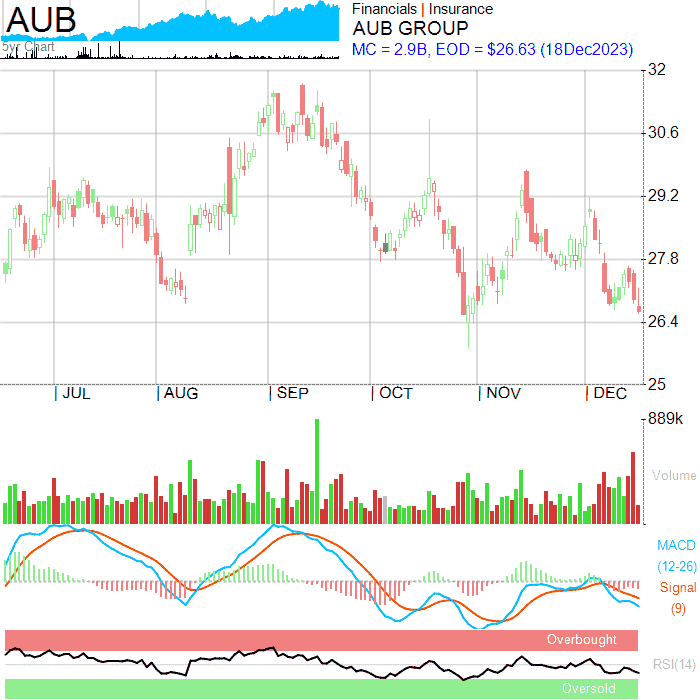 AUB
5yr Chart
Financials | Insurance
AUB GROUP
MC = 2.9B, EOD = $26.63 (18Dec2023)
32
30.6
29.2
27.8
26.4
25
JUL AUG SEP OCT NOV DEC
889k
Volume
MACD
(12-26)
Signal
(9)
Overbought
RSI(14)
Oversold